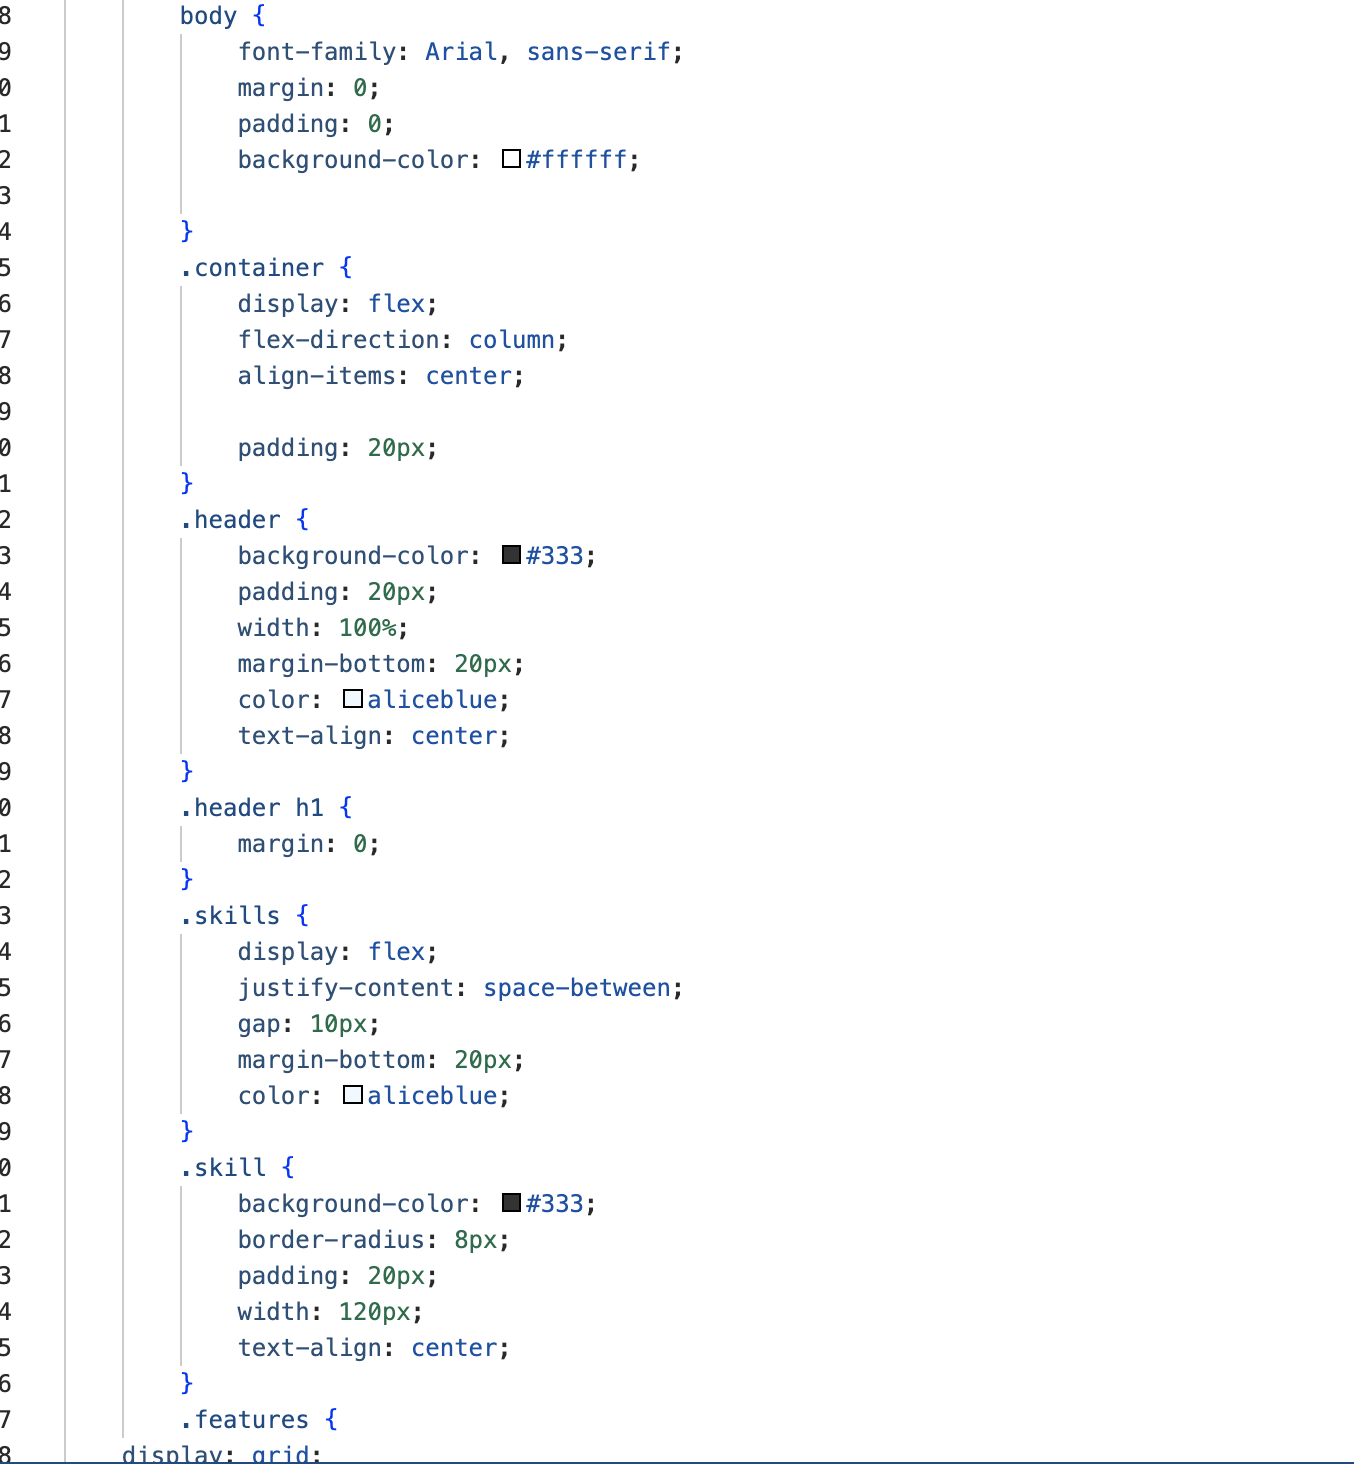 8 body {
9 font-family: Arial, sans-serif;
0 margin: 0;
1 padding: 0;
2 background-color: #ffffff;
3
4 }
5 .container {
6 display: flex;
7 flex-direction: column;
8 align-items: center;
9
0 padding: 20px;
1 }
2 .header {
3 background-color: #333;
4 padding: 20px;
5 width: 100%;
6 margin-bottom: 20px;
7 color: aliceblue;
8 text-align: center;
9 }
0 .header h1 {
1 margin: 0;
2 }
3 .skills {
4 display: flex;
5 justify-content: space-between;
6 gap: 10px;
7 margin-bottom: 20px;
8 color: aliceblue;
9 }
0 .skill {
1 background-color: #333;
2 border-radius: 8px;
3 padding: 20px;
4 width: 120px;
5 text-align: center;
6 }
7 .features {
8 display: grid;